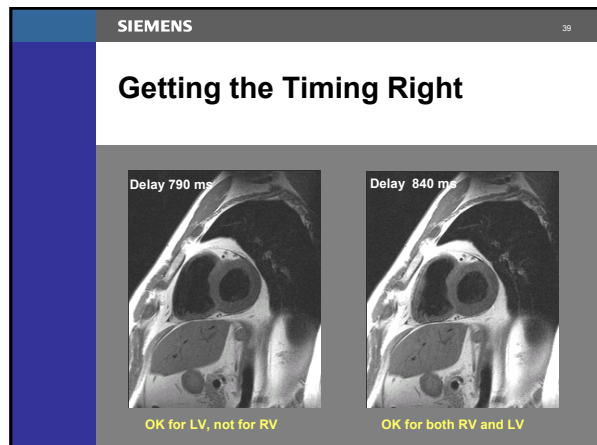 SIEMENS
39
Getting the Timing Right
Delay 790 ms
Delay 840 ms
OK for LV, not for RV
OK for both RV and LV